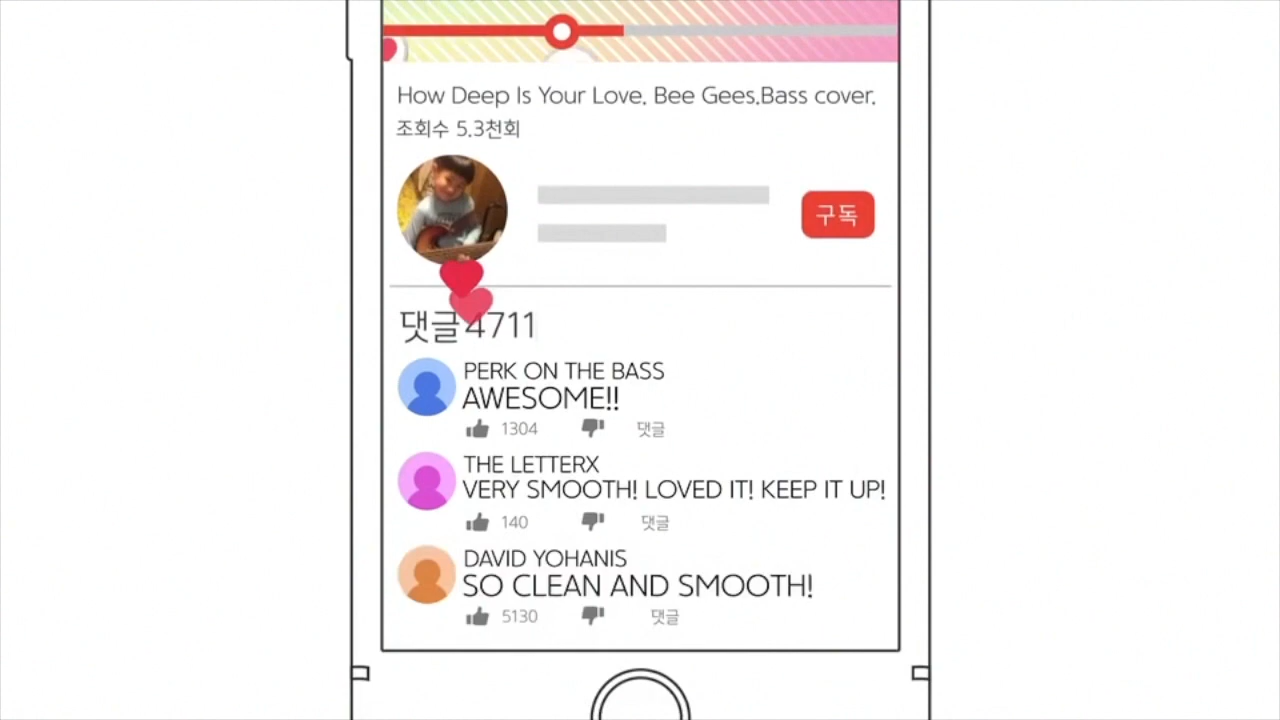 How Deep Is Your Love. Bee Gees.Bass cover.
조회수 5.3천회
구독
댓글4711
PERK ON THE BASS
AWESOME!!
1304 댓글
THE LETTERX
VERY SMOOTH! LOVED IT! KEEP IT UP!
140 댓글
DAVID YOHANIS
SO CLEAN AND SMOOTH!
5130 댓글